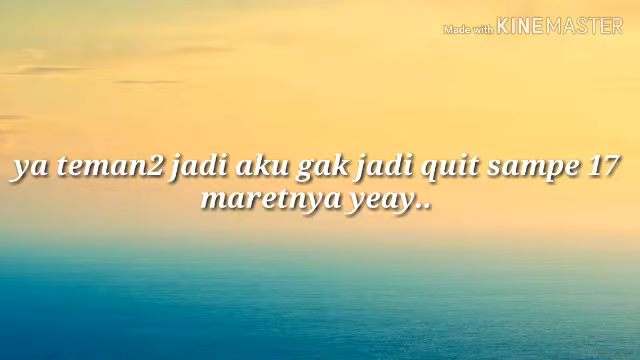 Made with KINEMASTER
ya teman2 jadi aku gak jadi quit sampe 17
maretnya yeay..